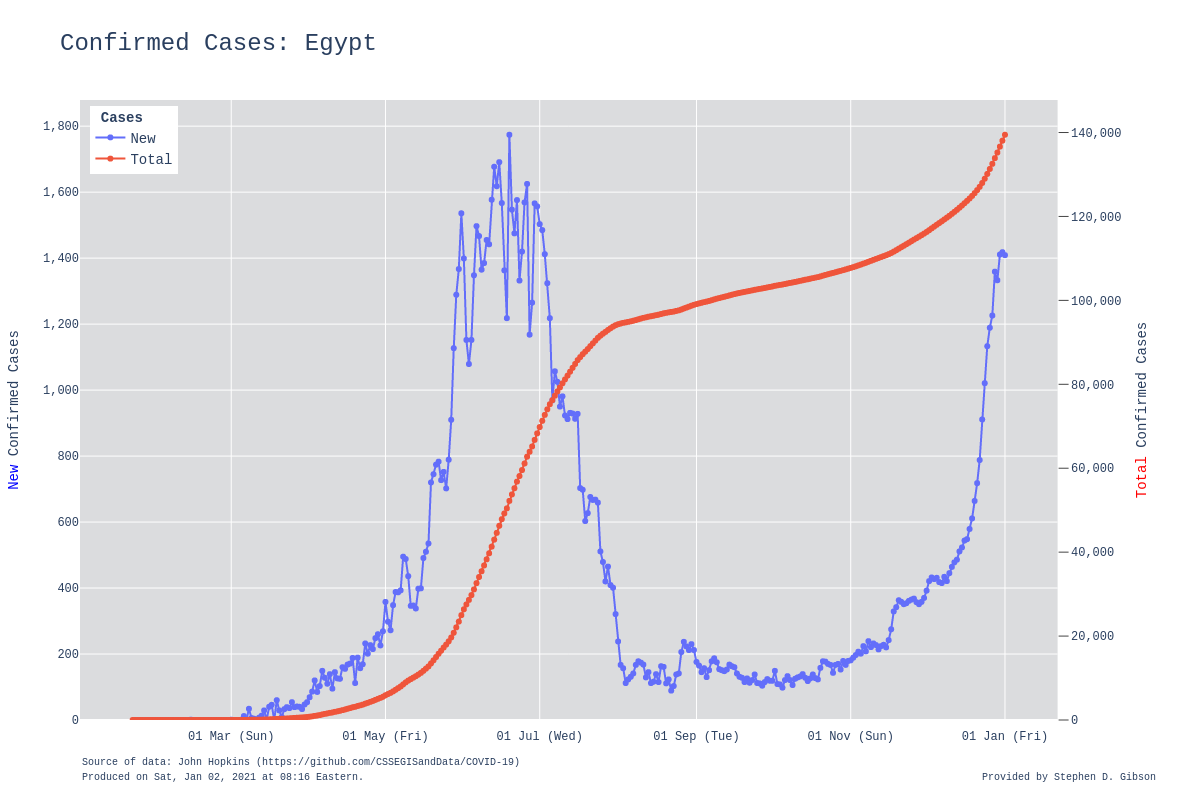 Confirmed Cases: Egypt
Cases
New
Total
1,800
1,600
1,400
1,200
1,000
800
600
400
200
0
New Confirmed Cases
140,000
120,000
100,000
80,000
60,000
40,000
20,000
0
Total Confirmed Cases
01 Mar (Sun) 01 May (Fri) 01 Jul (Wed) 01 Sep (Tue) 01 Nov (Sun) 01 Jan (Fri)
Source of data: John Hopkins (https://github.com/CSSEGISandData/COVID-19)
Produced on Sat, Jan 02, 2021 at 08:16 Eastern.
Provided by Stephen D. Gibson